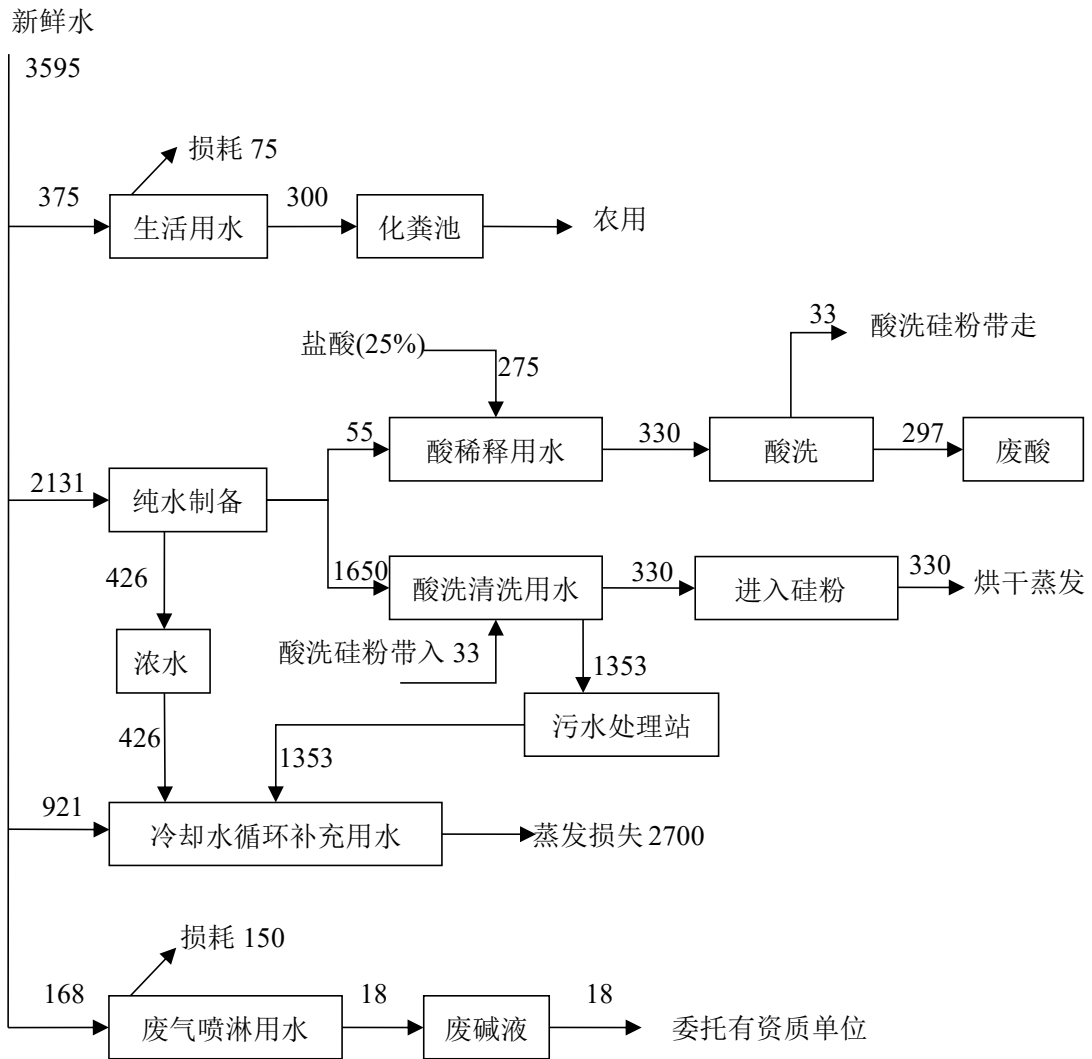 新鲜水
3595
损耗 75
375
生活用水
300
化粪池
农用
33
酸洗硅粉带走
盐酸(25%)
275
55
酸稀释用水
330
酸洗
297
废酸
2131
纯水制备
426
1650
酸洗清洗用水
330
进入硅粉
330
烘干蒸发
浓水
酸洗硅粉带入 33
1353
污水处理站
426
1353
921
冷却水循环补充用水
蒸发损失 2700
损耗 150
168
废气喷淋用水
18
废碱液
18
委托有资质单位